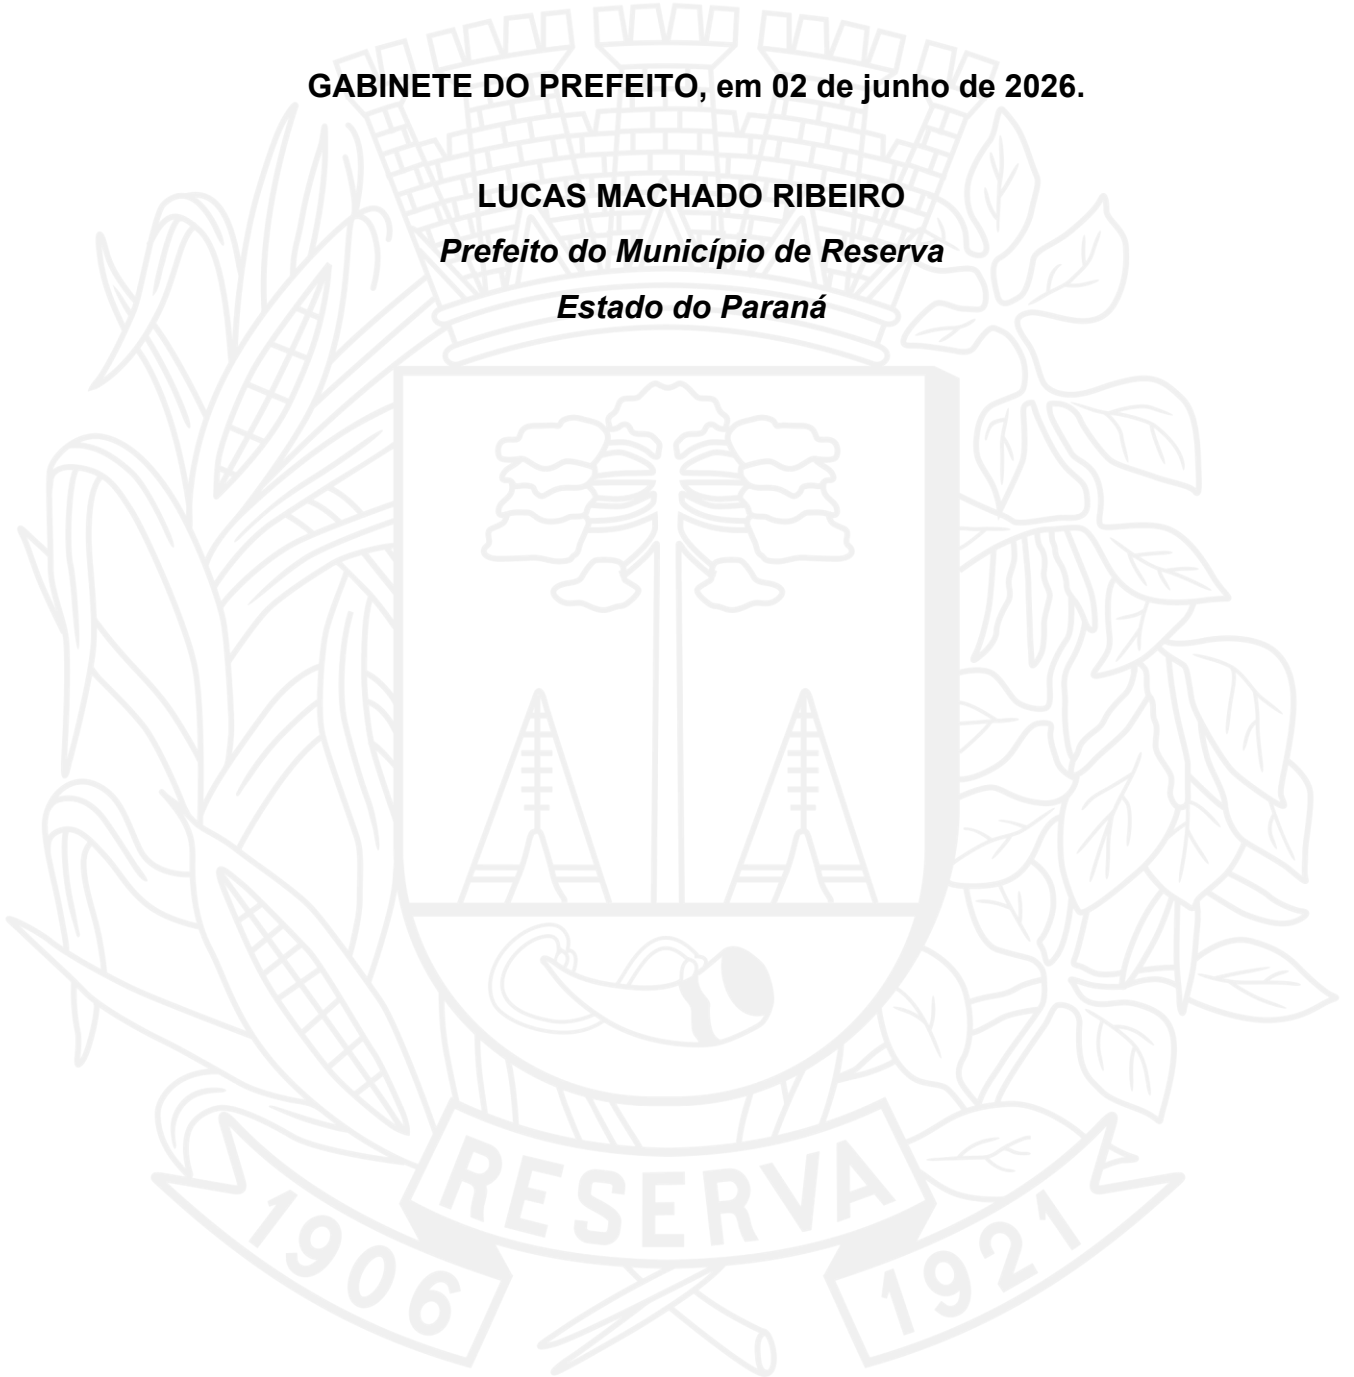 GABINETE DO PREFEITO, em 02 de junho de 2026.
LUCAS MACHADO RIBEIRO
Prefeito do Município de Reserva
Estado do Paraná
RESERVA
1906
1921